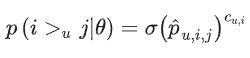 p (i >_u j|θ) = σ(p̂_{u,i,j})^{c_{u,i}}